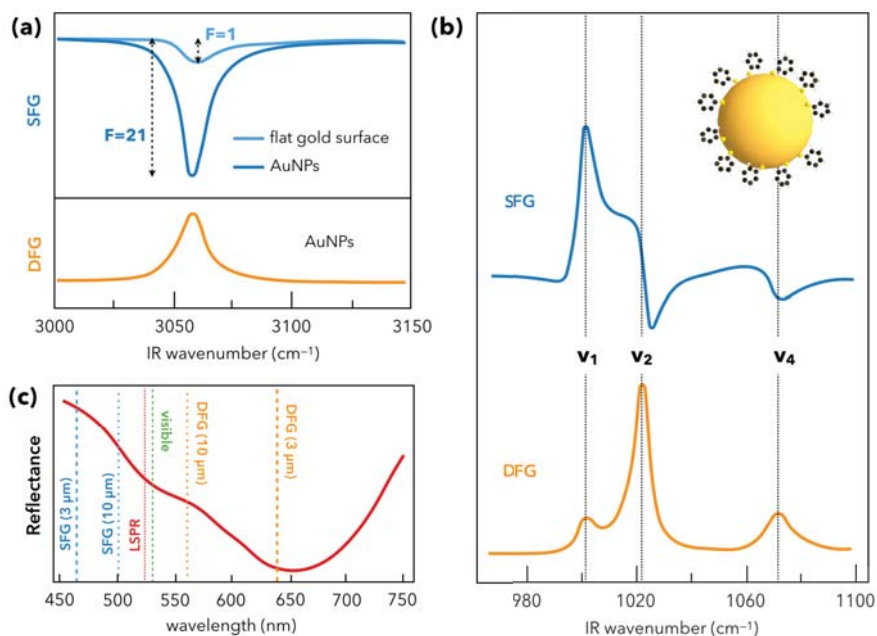 (a)
F=1
SFG
F=21
flat gold surface
AuNPs
DFG
AuNPs
3000 3050 3100 3150
IR wavenumber (cm⁻¹)
(b)
SFG
v₁ v₂ v₄
DFG
980 1020 1060 1100
IR wavenumber (cm⁻¹)
(c)
Reflectance
SFG (3 μm)
SFG (10 μm)
LSPR
visible
DFG (10 μm)
DFG (3 μm)
450 500 550 600 650 700 750
wavelength (nm)